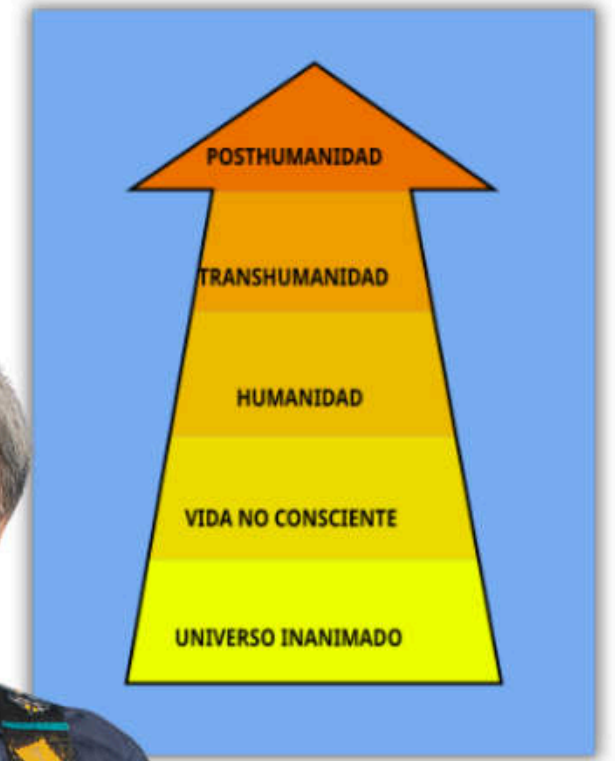 POSTHUMANIDAD
TRANSHUMANIDAD
HUMANIDAD
VIDA NO CONSCIENTE
UNIVERSO INANIMADO